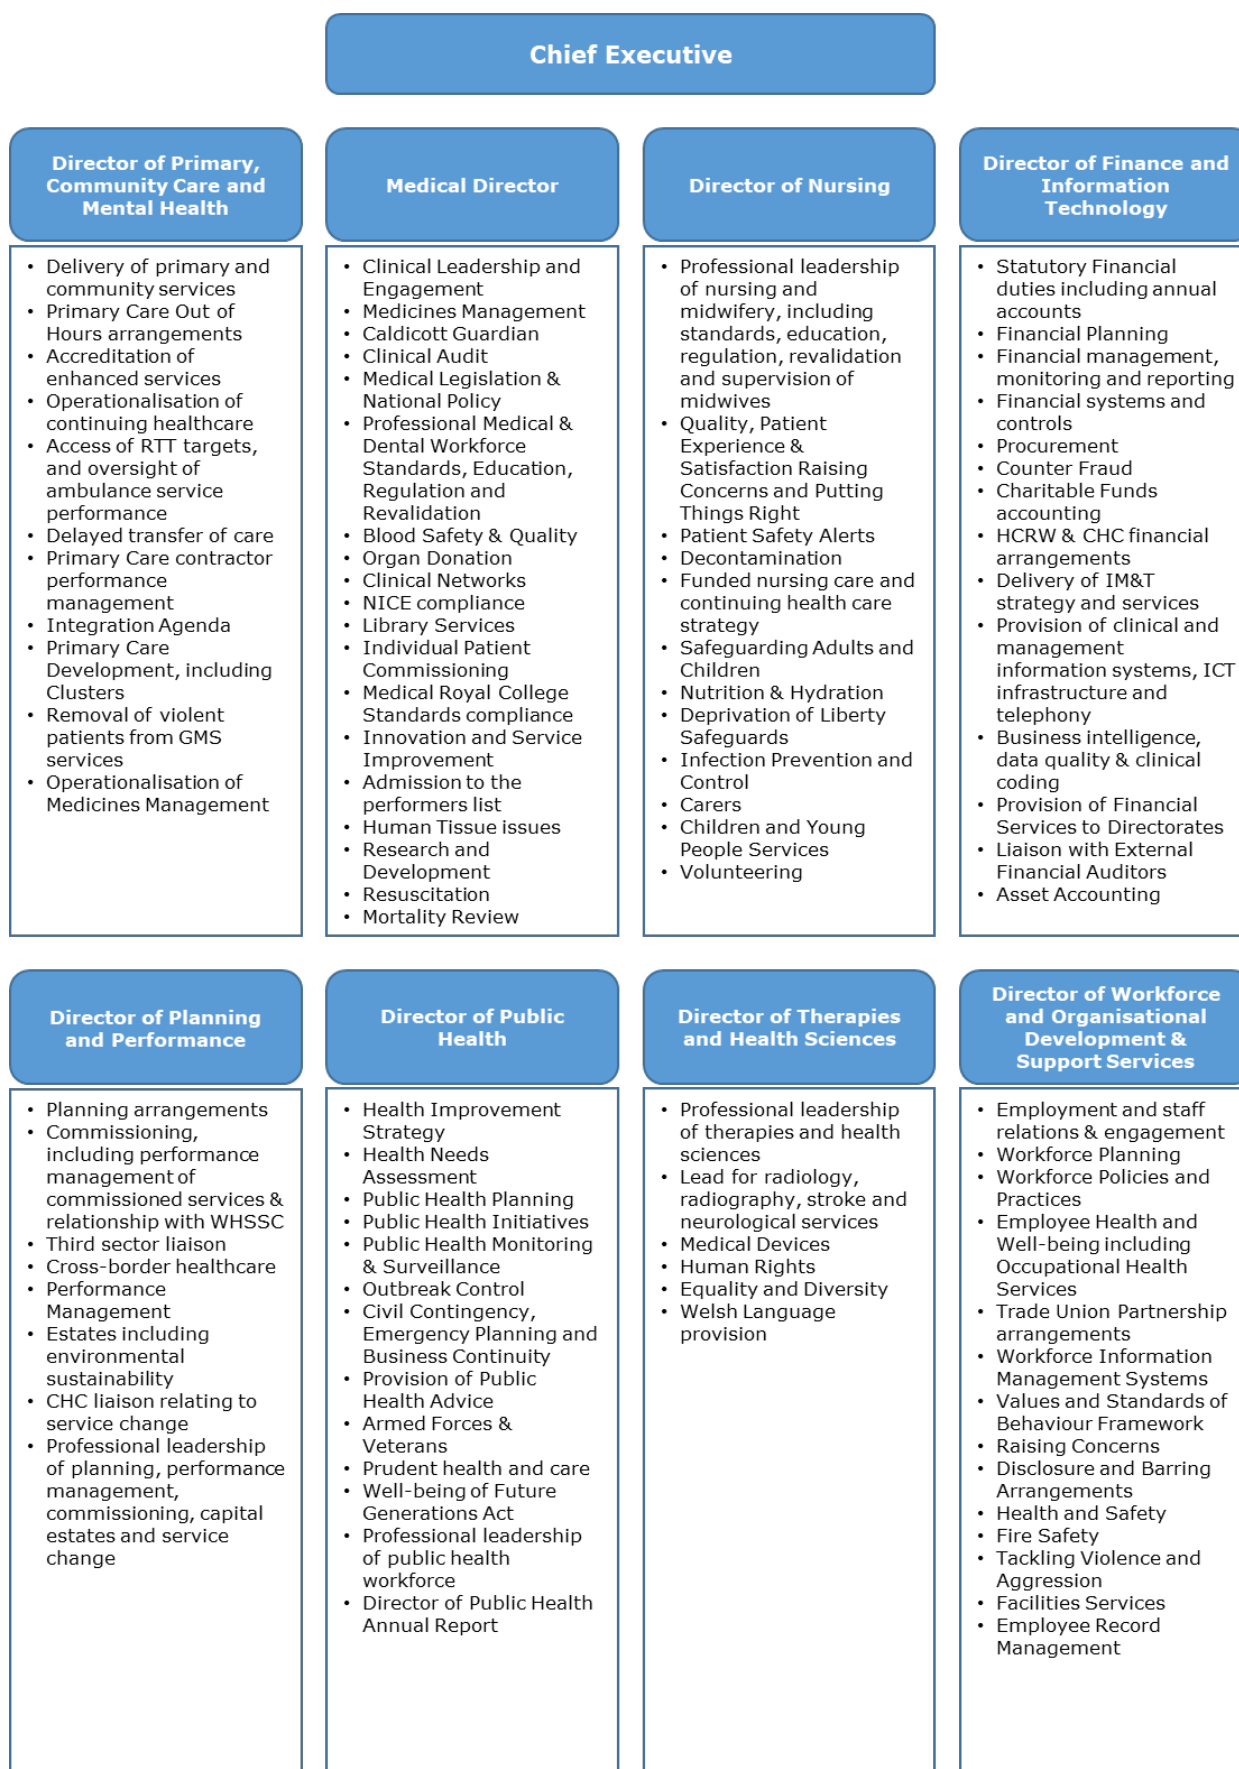 Chief Executive
Director of Primary,
Community Care and
Mental Health
• Delivery of primary and
community services
• Primary Care Out of
Hours arrangements
• Accreditation of
enhanced services
• Operationalisation of
continuing healthcare
• Access of RTT targets,
and oversight of
ambulance service
performance
• Delayed transfer of care
• Primary Care contractor
performance
management
• Integration Agenda
• Primary Care
Development, including
Clusters
• Removal of violent
patients from GMS
services
• Operationalisation of
Medicines Management
Medical Director
• Clinical Leadership and
Engagement
• Medicines Management
• Caldicott Guardian
• Clinical Audit
• Medical Legislation &
National Policy
• Professional Medical &
Dental Workforce
Standards, Education,
Regulation and
Revalidation
• Blood Safety & Quality
• Organ Donation
• Clinical Networks
• NICE compliance
• Library Services
• Individual Patient
Commissioning
• Medical Royal College
Standards compliance
• Innovation and Service
Improvement
• Admission to the
performers list
• Human Tissue issues
• Research and
Development
• Resuscitation
• Mortality Review
Director of Nursing
• Professional leadership
of nursing and
midwifery, including
standards, education,
regulation, revalidation
and supervision of
midwives
• Quality, Patient
Experience &
Satisfaction Raising
Concerns and Putting
Things Right
• Patient Safety Alerts
• Decontamination
• Funded nursing care and
continuing health care
strategy
• Safeguarding Adults and
Children
• Nutrition & Hydration
• Deprivation of Liberty
Safeguards
• Infection Prevention and
Control
• Carers
• Children and Young
People Services
• Volunteering
Director of Finance and
Information
Technology
• Statutory Financial
duties including annual
accounts
• Financial Planning
• Financial management,
monitoring and reporting
• Financial systems and
controls
• Procurement
• Counter Fraud
• Charitable Funds
accounting
• HCRW & CHC financial
arrangements
• Delivery of IM&T
strategy and services
• Provision of clinical and
management
information systems, ICT
infrastructure and
telephony
• Business intelligence,
data quality & clinical
coding
• Provision of Financial
Services to Directorates
• Liaison with External
Financial Auditors
• Asset Accounting
Director of Planning
and Performance
• Planning arrangements
• Commissioning,
including performance
management of
commissioned services &
relationship with WHSSC
• Third sector liaison
• Cross-border healthcare
• Performance
Management
• Estates including
environmental
sustainability
• CHC liaison relating to
service change
• Professional leadership
of planning, performance
management,
commissioning, capital
estates and service
change
Director of Public
Health
• Health Improvement
Strategy
• Health Needs
Assessment
• Public Health Planning
• Public Health Initiatives
• Public Health Monitoring
& Surveillance
• Outbreak Control
• Civil Contingency,
Emergency Planning and
Business Continuity
• Provision of Public
Health Advice
• Armed Forces &
Veterans
• Prudent health and care
• Well-being of Future
Generations Act
• Professional leadership
of public health
workforce
• Director of Public Health
Annual Report
Director of Therapies
and Health Sciences
• Professional leadership
of therapies and health
sciences
• Lead for radiology,
radiography, stroke and
neurological services
• Medical Devices
• Human Rights
• Equality and Diversity
• Welsh Language
provision
Director of Workforce
and Organisational
Development &
Support Services
• Employment and staff
relations & engagement
• Workforce Planning
• Workforce Policies and
Practices
• Employee Health and
Well-being including
Occupational Health
Services
• Trade Union Partnership
arrangements
• Workforce Information
Management Systems
• Values and Standards of
Behaviour Framework
• Raising Concerns
• Disclosure and Barring
Arrangements
• Health and Safety
• Fire Safety
• Tackling Violence and
Aggression
• Facilities Services
• Employee Record
Management